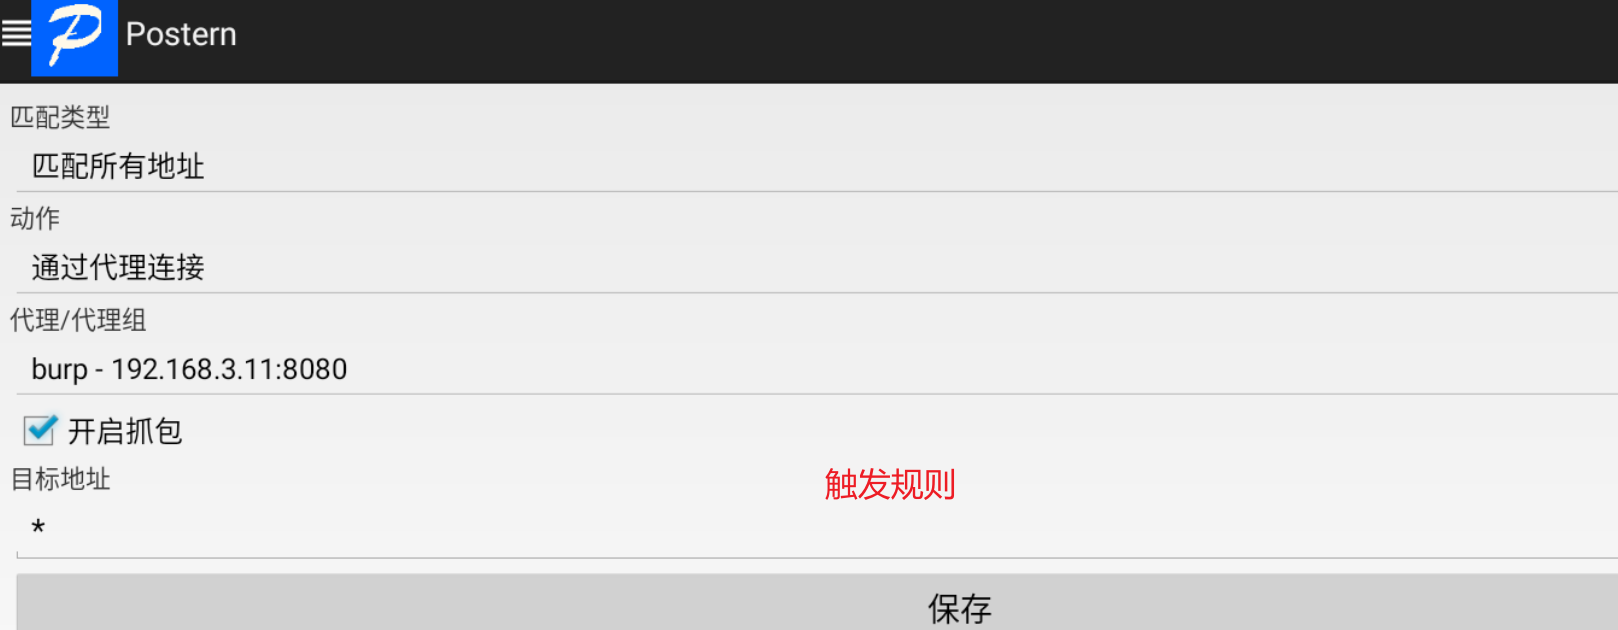 Postern
匹配类型
匹配所有地址
动作
通过代理连接
代理/代理组
burp - 192.168.3.11:8080
开启抓包
目标地址
触发规则
*
保存